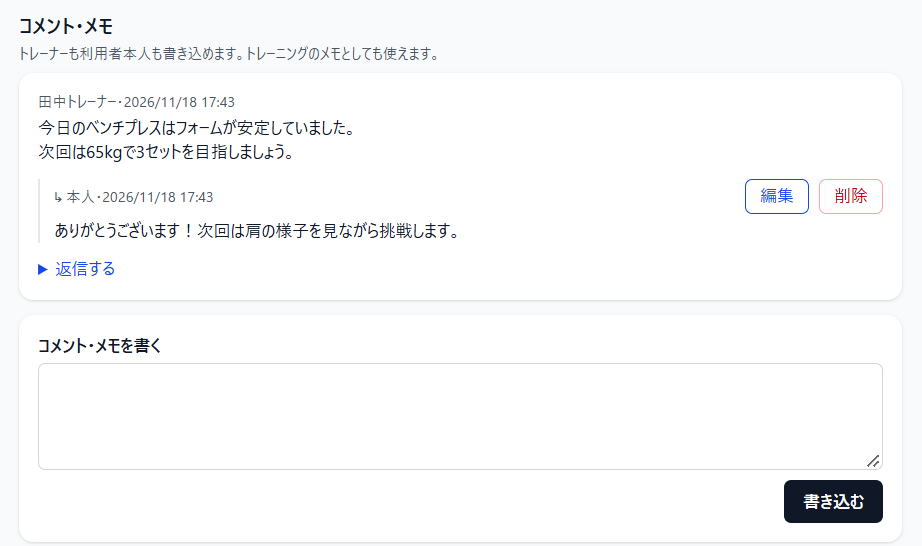 コメント・メモ
トレーナーも利用者本人も書き込めます。トレーニングのメモとしても使えます。
田中トレーナー・2026/11/18 17:43
今日のベンチプレスはフォームが安定していました。
次回は65kgで3セットを目指しましょう。
↳ 本人・2026/11/18 17:43
編集
削除
ありがとうございます！次回は肩の様子を見ながら挑戦します。
▶ 返信する
コメント・メモを書く
書き込む